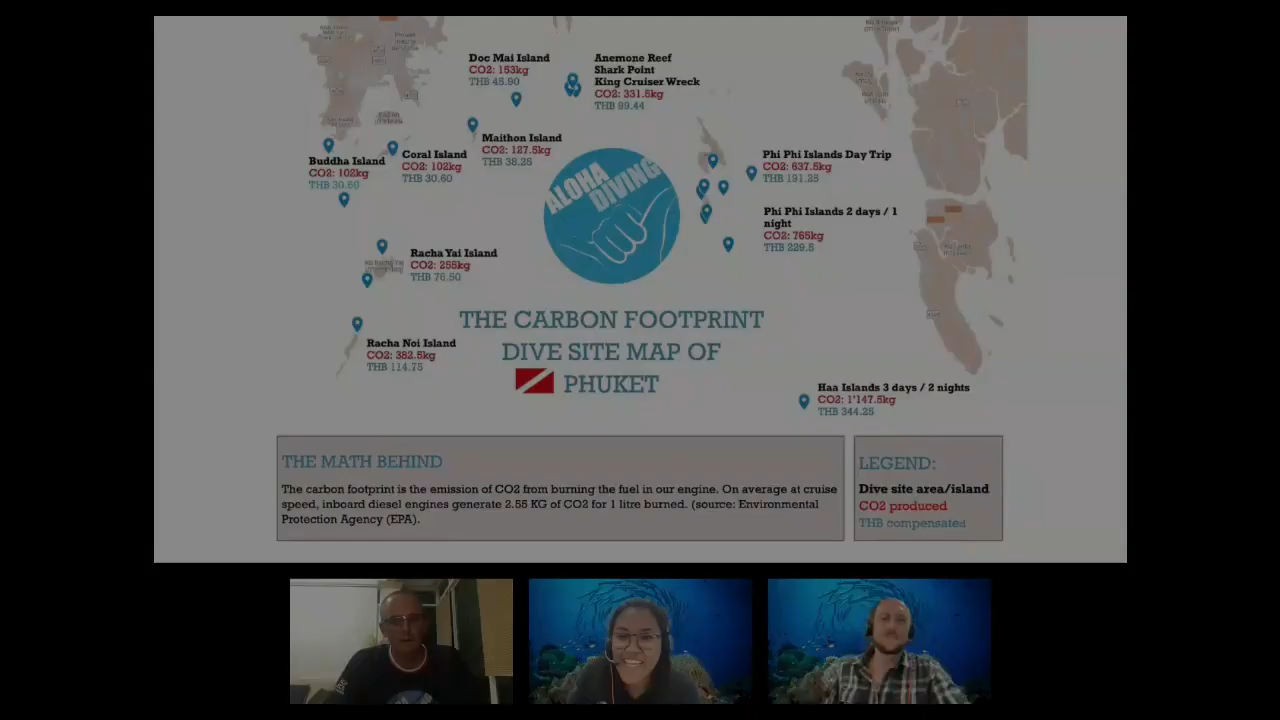 Doc Mai Island
CO2: 153kg
THB 45.90
Anemone Reef
Shark Point
King Cruiser Wreck
CO2: 331.5kg
THB 99.44
Maithon Island
CO2: 127.5kg
THB 38.25
Buddha Island
CO2: 102kg
THB 30.60
Coral Island
CO2: 102kg
THB 30.60
ALOHA
DIVING
Phi Phi Islands Day Trip
CO2: 637.5kg
THB 191.25
Phi Phi Islands 2 days / 1
night
CO2: 765kg
THB 229.5
Racha Yai Island
CO2: 255kg
THB 76.50
Racha Noi Island
CO2: 382.5kg
THB 114.75
THE CARBON FOOTPRINT
DIVE SITE MAP OF
PHUKET
Haa Islands 3 days / 2 nights
CO2: 1'147.5kg
THB 344.25
THE MATH BEHIND
The carbon footprint is the emission of CO2 from burning the fuel in our engine. On average at cruise
speed, inboard diesel engines generate 2.55 KG of CO2 for 1 litre burned. (source: Environmental
Protection Agency (EPA).
LEGEND:
Dive site area/island
CO2 produced
THB compensated